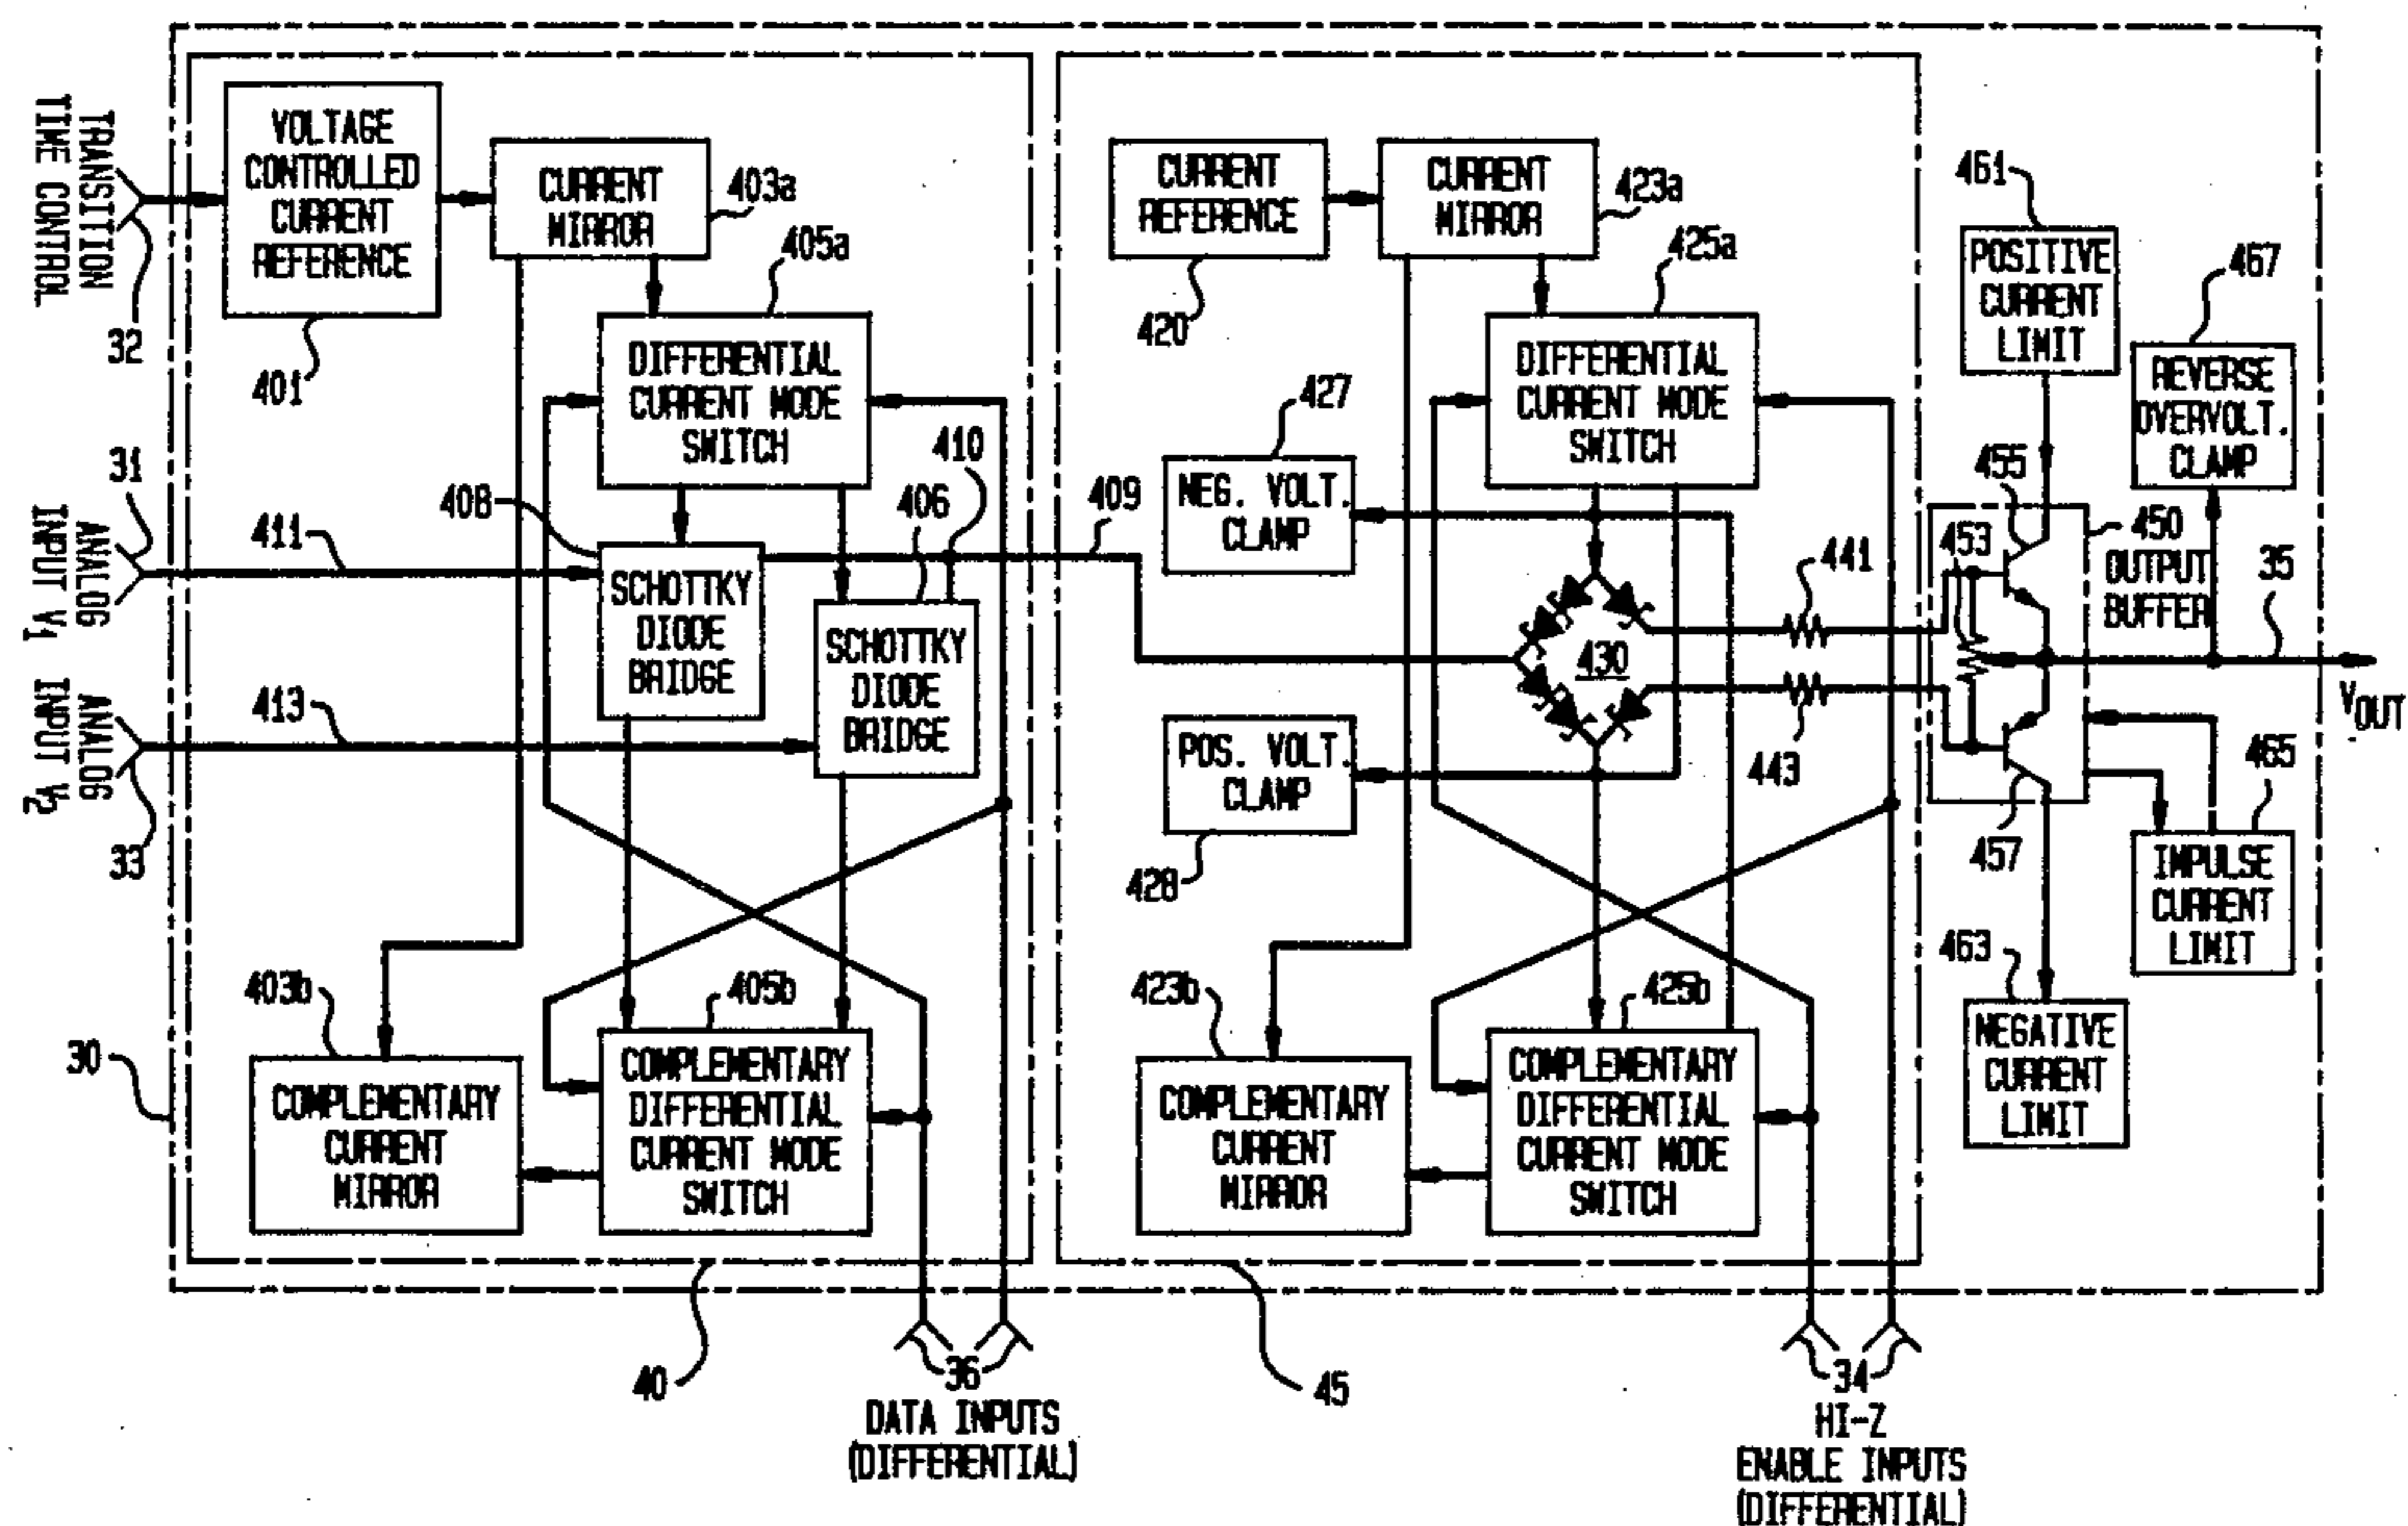 TRANSITION
TIME CONTROL
32
VOLTAGE
CONTROLLED
CURRENT
REFERENCE
401
CURRENT
MIRROR
403a
405a
DIFFERENTIAL
CURRENT MODE
SWITCH
31
ANALOG
INPUT V1
411
408
SCHOTTKY
DIODE
BRIDGE
410
406
SCHOTTKY
DIODE
BRIDGE
409
ANALOG
INPUT V2
33
413
403b
COMPLEMENTARY
CURRENT
MIRROR
405b
COMPLEMENTARY
DIFFERENTIAL
CURRENT MODE
SWITCH
30
40
36
DATA INPUTS
(DIFFERENTIAL)
CURRENT
REFERENCE
420
CURRENT
MIRROR
423a
425a
DIFFERENTIAL
CURRENT MODE
SWITCH
427
NEG. VOLT.
CLAMP
430
441
443
POS. VOLT.
CLAMP
428
423b
COMPLEMENTARY
CURRENT
MIRROR
425b
COMPLEMENTARY
DIFFERENTIAL
CURRENT MODE
SWITCH
45
34
HI-Z
ENABLE INPUTS
(DIFFERENTIAL)
461
POSITIVE
CURRENT
LIMIT
467
REVERSE
OVERVOLT.
CLAMP
455
453
450
OUTPUT
BUFFER
35
VOUT
457
465
IMPULSE
CURRENT
LIMIT
463
NEGATIVE
CURRENT
LIMIT